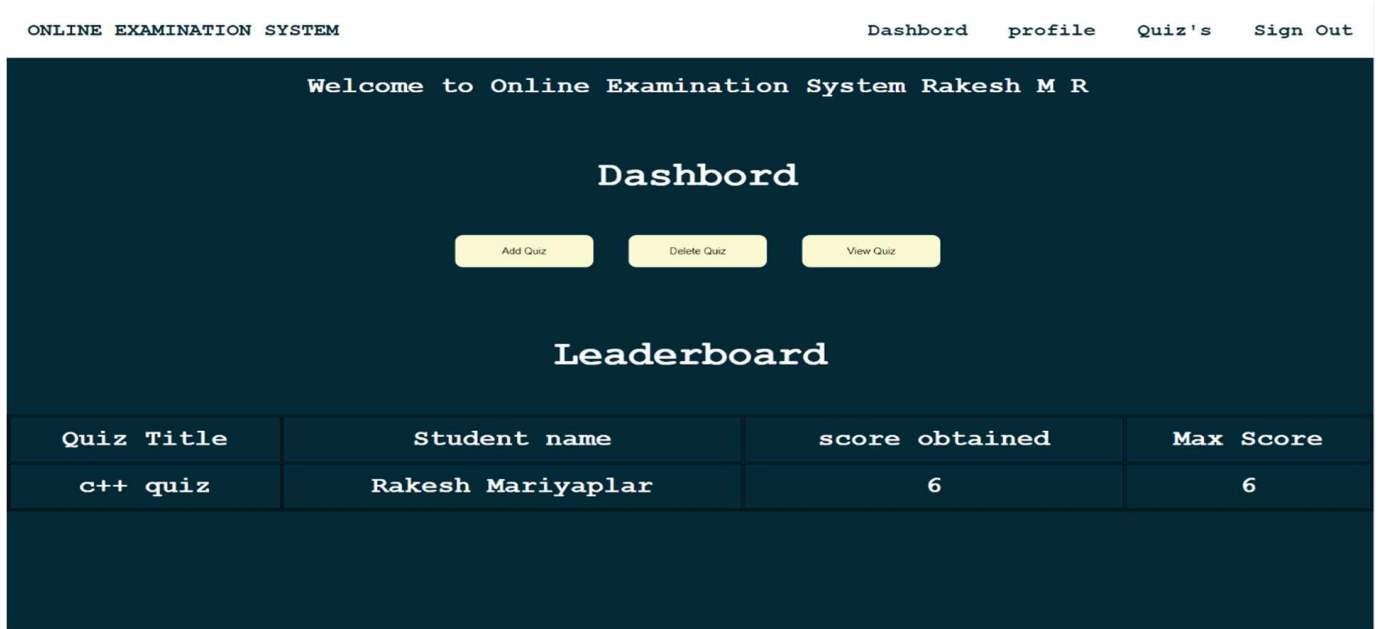 ONLINE EXAMINATION SYSTEM Dashbord profile Quiz's Sign Out
Welcome to Online Examination System Rakesh M R
Dashbord
Add Quiz Delete Quiz View Quiz
Leaderboard
Quiz Title Student name score obtained Max Score
c++ quiz Rakesh Mariyaplar 6 6